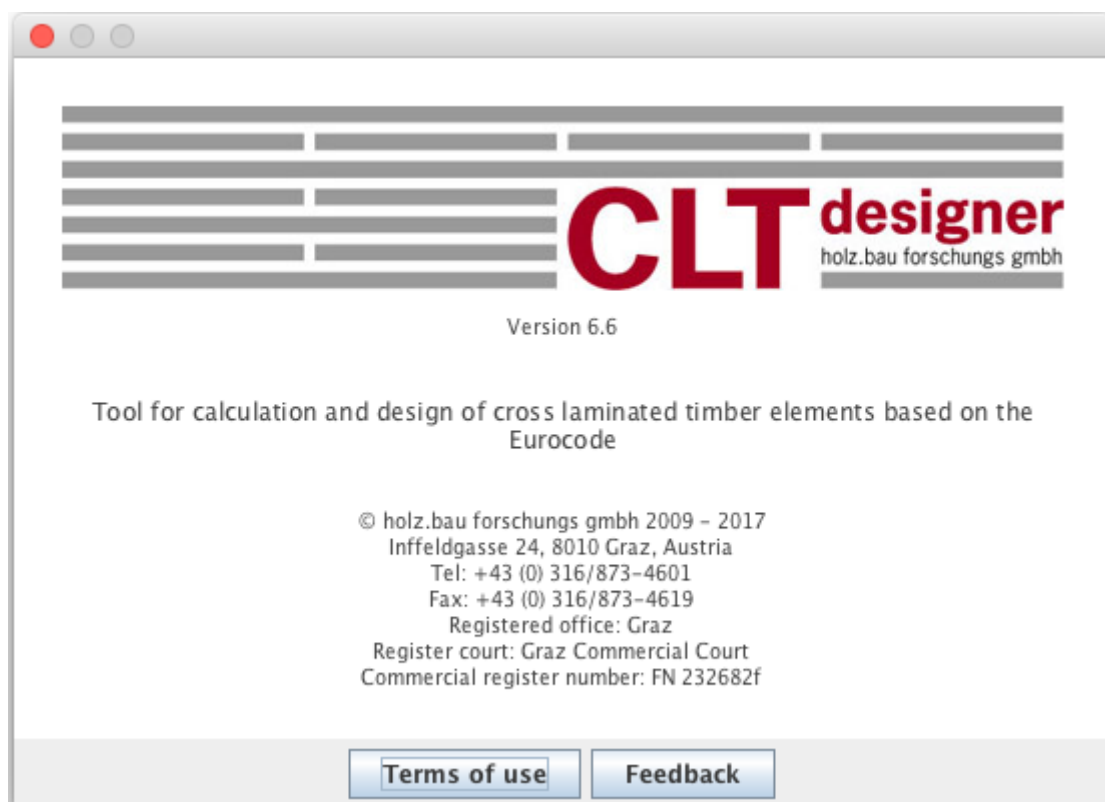 CLT designer
holz.bau forschungs gmbh
Version 6.6
Tool for calculation and design of cross laminated timber elements based on the
Eurocode
© holz.bau forschungs gmbh 2009 – 2017
Inffeldgasse 24, 8010 Graz, Austria
Tel: +43 (0) 316/873–4601
Fax: +43 (0) 316/873–4619
Registered office: Graz
Register court: Graz Commercial Court
Commercial register number: FN 232682f
Terms of use Feedback